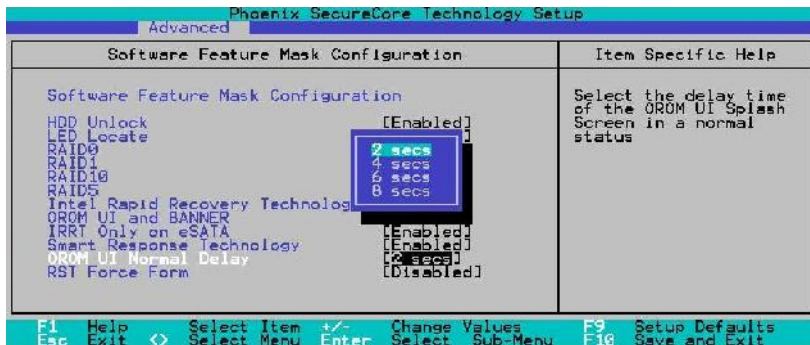 Phoenix SecureCore Technology Setup
Advanced
Software Feature Mask Configuration
Item Specific Help
Software Feature Mask Configuration
HDD Unlock [Enabled]
LED Locate ]
RAID0
RAID1
RAID10
RAID5
Intel Rapid Recovery Technolog
OROM UI and BANNER
IRRT Only on eSATA [Enabled]
Smart Response Technology [Enabled]
OROM UI Normal Delay [2 secs]
RST Force Form [Disabled]
2 secs
4 secs
6 secs
8 secs
Select the delay time
of the OROM UI Splash
Screen in a normal
status
F1 Help Select Item +/- Change Values F9 Setup Defaults
Esc Exit <> Select Menu Enter Select Sub-Menu F10 Save and Exit